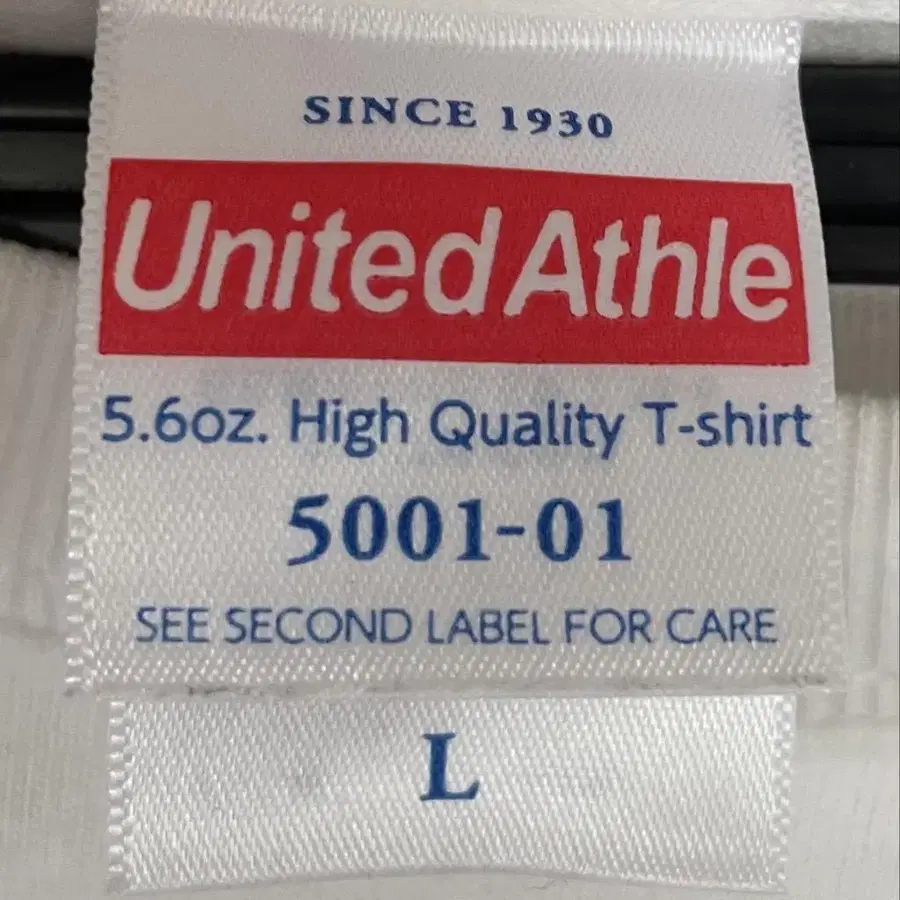 SINCE 1930
United Athle
5.6oz. High Quality T-shirt
5001-01
SEE SECOND LABEL FOR CARE
L